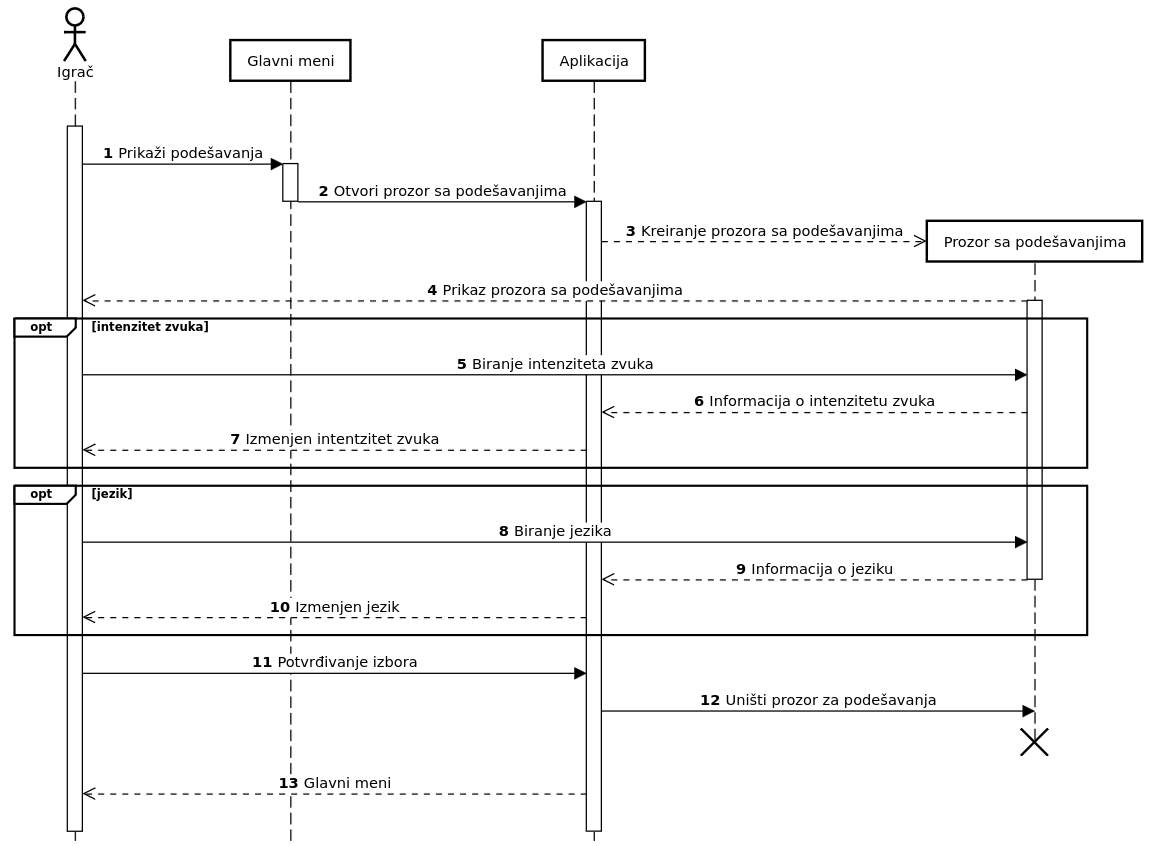 Igrač
Glavni meni
Aplikacija
1 Prikaži podešavanja
2 Otvori prozor sa podešavanjima
3 Kreiranje prozora sa podešavanjima
Prozor sa podešavanjima
4 Prikaz prozora sa podešavanjima
opt [intenzitet zvuka]
5 Biranje intenziteta zvuka
6 Informacija o intenzitetu zvuka
7 Izmenjen intentzitet zvuka
opt [jezik]
8 Biranje jezika
9 Informacija o jeziku
10 Izmenjen jezik
11 Potvrđivanje izbora
12 Uništi prozor za podešavanja
13 Glavni meni